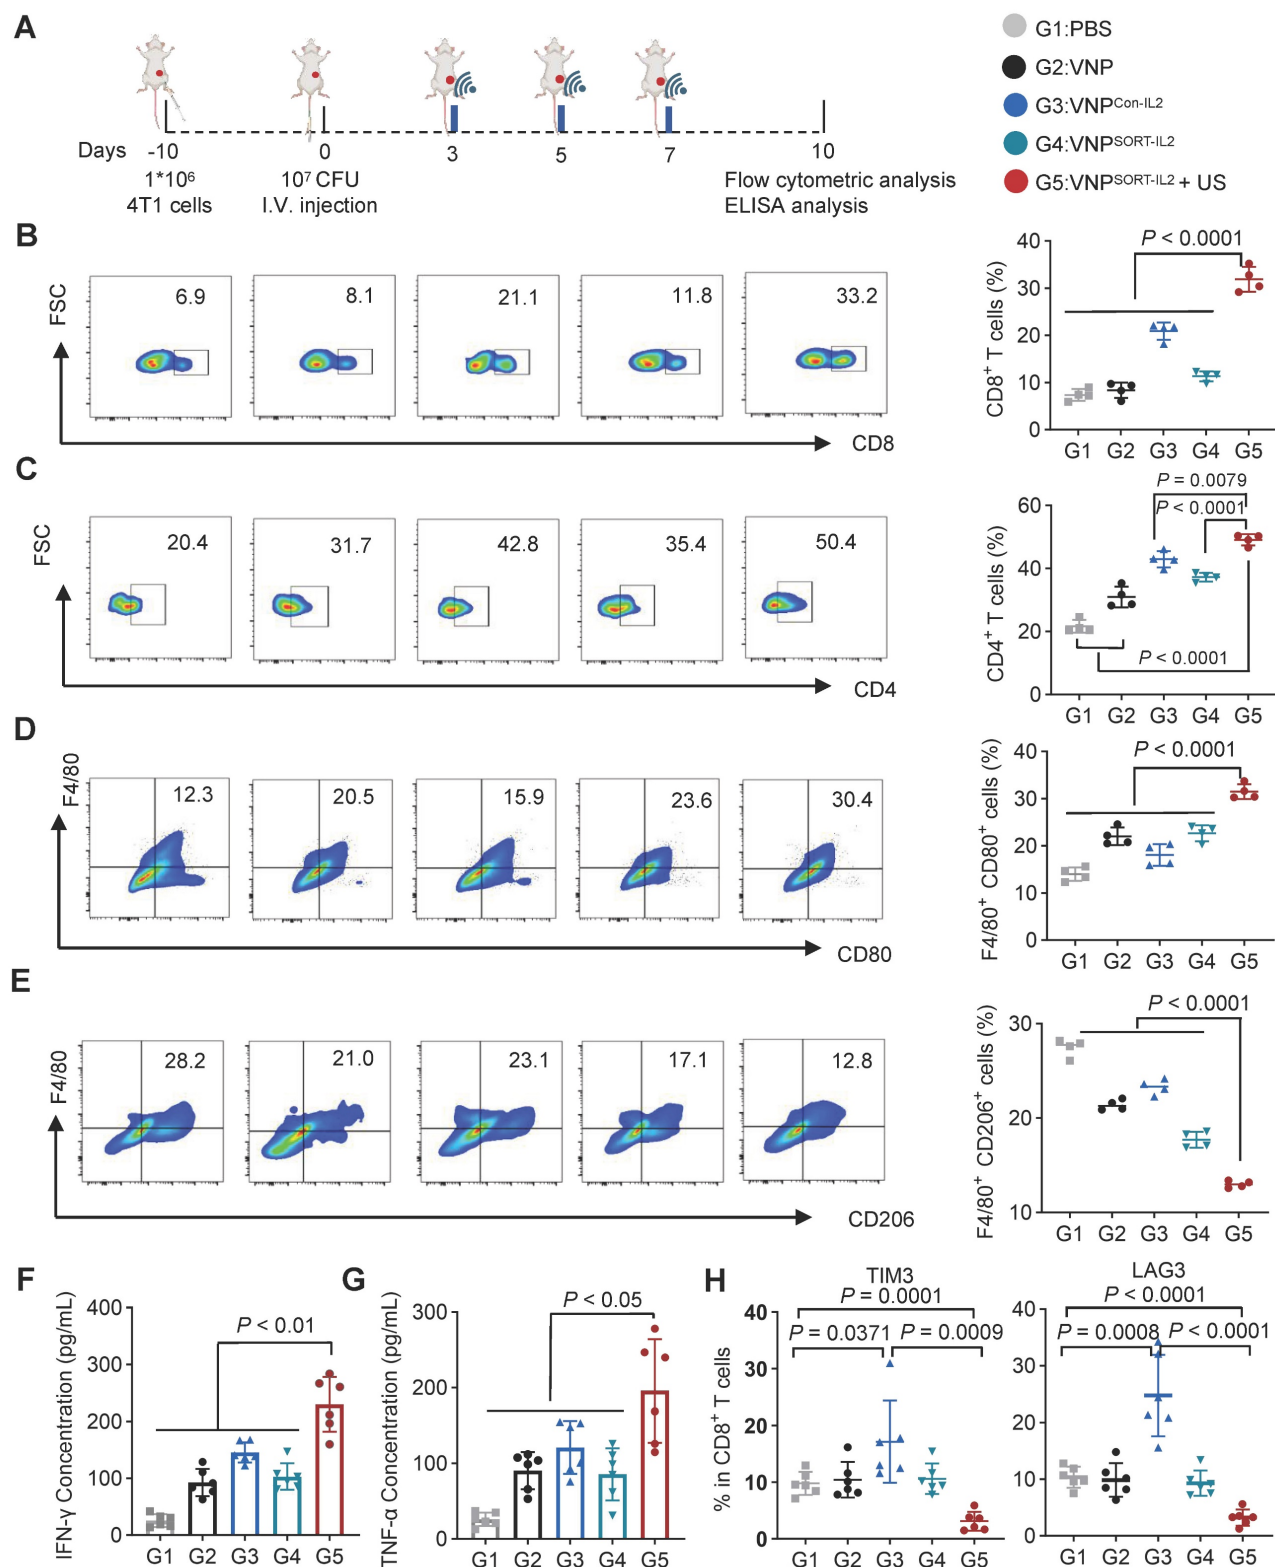 A
Days -10 0 3 5 7 10
1*10⁶ 10⁷ CFU Flow cytometric analysis
4T1 cells I.V. injection ELISA analysis
G1:PBS
G2:VNP
G3:VNP^Con-IL2
G4:VNP^SORT-IL2
G5:VNP^SORT-IL2 + US
B
FSC
6.9 8.1 21.1 11.8 33.2
CD8
P < 0.0001
CD8⁺ T cells (%)
40
30
20
10
0
G1 G2 G3 G4 G5
C
FSC
20.4 31.7 42.8 35.4 50.4
CD4
P = 0.0079
P < 0.0001
P < 0.0001
CD4⁺ T cells (%)
60
40
20
0
G1 G2 G3 G4 G5
D
F4/80
12.3 20.5 15.9 23.6 30.4
CD80
P < 0.0001
F4/80⁺ CD80⁺ cells (%)
40
30
20
10
0
G1 G2 G3 G4 G5
E
F4/80
28.2 21.0 23.1 17.1 12.8
CD206
P < 0.0001
F4/80⁺ CD206⁺ cells (%)
30
20
10
G1 G2 G3 G4 G5
F
IFN-γ Concentration (pg/mL)
P < 0.01
400
300
200
100
0
G1 G2 G3 G4 G5
G
TNF-α Concentration (pg/mL)
P < 0.05
300
200
100
0
G1 G2 G3 G4 G5
H
TIM3
% in CD8⁺ T cells
P = 0.0001
P = 0.0371 P = 0.0009
40
30
20
10
0
G1 G2 G3 G4 G5
LAG3
P < 0.0001
P = 0.0008 P < 0.0001
40
30
20
10
0
G1 G2 G3 G4 G5